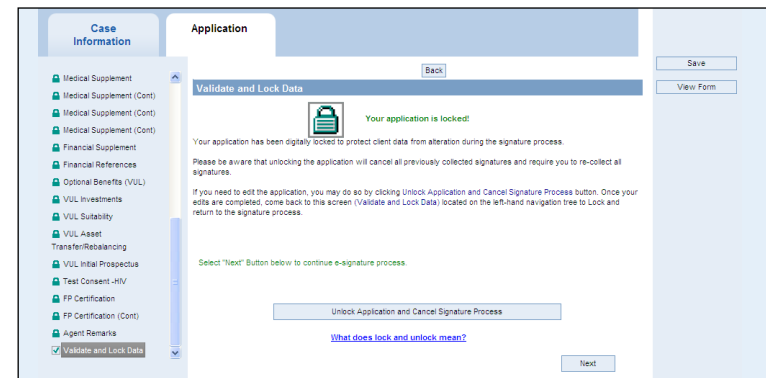 Case
Information
Application
Save
View Form
Back
Medical Supplement
Medical Supplement (Cont)
Medical Supplement (Cont)
Medical Supplement (Cont)
Financial Supplement
Financial References
Optional Benefits (VUL)
VUL Investments
VUL Suitability
VUL Asset
Transfer/Rebalancing
VUL Initial Prospectus
Test Consent -HIV
FP Certification
FP Certification (Cont)
Agent Remarks
Validate and Lock Data
Validate and Lock Data
Your application is locked!
Your application has been digitally locked to protect client data from alteration during the signature process.
Please be aware that unlocking the application will cancel all previously collected signatures and require you to re-collect all
signatures.
If you need to edit the application, you may do so by clicking Unlock Application and Cancel Signature Process button. Once your
edits are completed, come back to this screen (Validate and Lock Data) located on the left-hand navigation tree to Lock and
return to the signature process.
Select "Next" Button below to continue e-signature process.
Unlock Application and Cancel Signature Process
What does lock and unlock mean?
Next